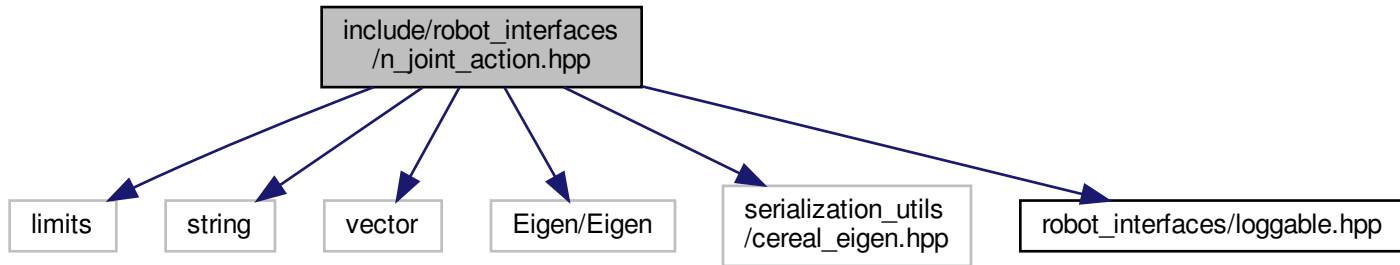 include/robot_interfaces
/n_joint_action.hpp
limits
string
vector
Eigen/Eigen
serialization_utils
/cereal_eigen.hpp
robot_interfaces/loggable.hpp